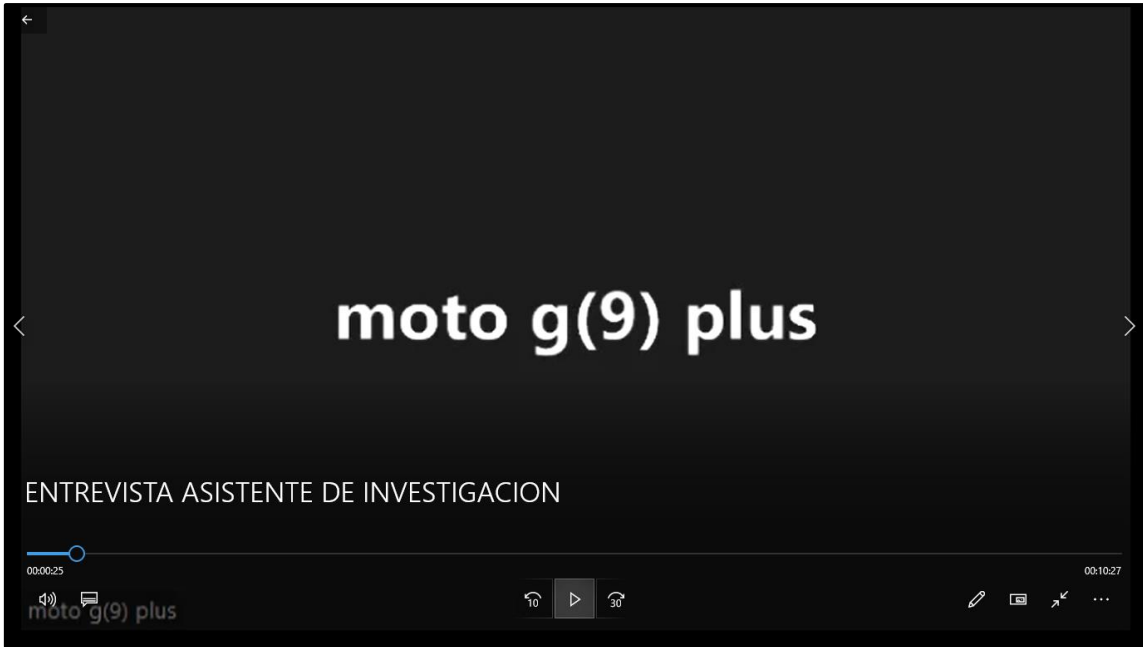 moto g(9) plus
ENTREVISTA ASISTENTE DE INVESTIGACION
00:00:25
00:10:27
10
30
moto g(9) plus